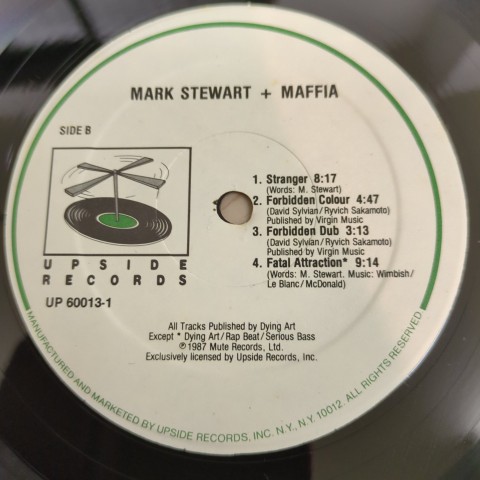 MARK STEWART + MAFFIA
SIDE B
1. Stranger 8:17
(Words: M. Stewart)
2. Forbidden Colour 4:47
(David Sylvian/Ryvich Sakamoto)
Published by Virgin Music
3. Forbidden Dub 3:13
(David Sylvian/Ryvich Sakamoto)
Published by Virgin Music
4. Fatal Attraction* 9:14
(Words: M. Stewart. Music: Wimbish/
Le Blanc/McDonald)
UPSIDE
RECORDS
UP 60013-1
All Tracks Published by Dying Art
Except * Dying Art/Rap Beat/Serious Bass
℗1987 Mute Records, Ltd.
Exclusively licensed by Upside Records, Inc.
MANUFACTURED AND MARKETED BY UPSIDE RECORDS, INC. N.Y., N.Y. 10012. ALL RIGHTS RESERVED